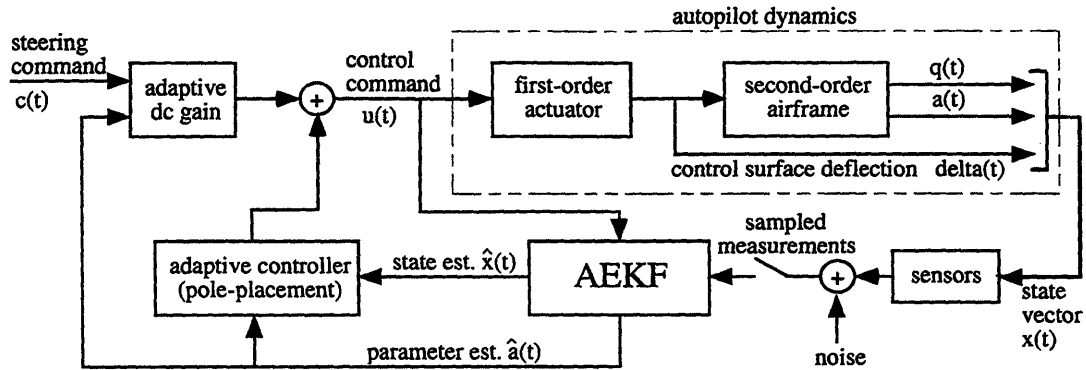 autopilot dynamics
steering
command
c(t)
adaptive
dc gain
+
control
command
u(t)
first-order
actuator
second-order
airframe
q(t)
a(t)
control surface deflection delta(t)
adaptive controller
(pole-placement)
state est. x̂(t)
AEKF
sampled
measurements
+
noise
sensors
state
vector
x(t)
parameter est. â(t)